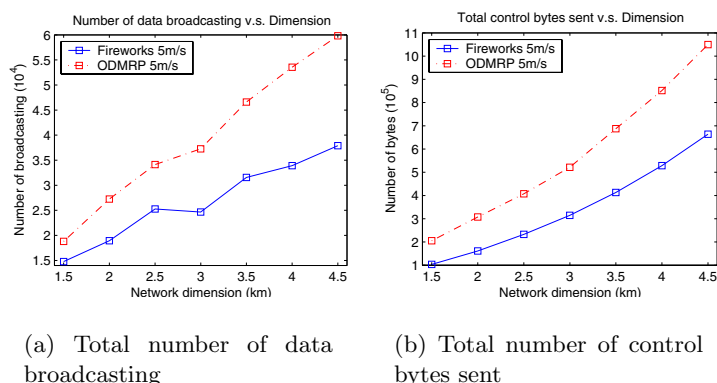 Number of data broadcasting v.s. Dimension
Fireworks 5m/s
ODMRP 5m/s
Number of broadcasting (10^4)
6
5.5
5
4.5
4
3.5
3
2.5
2
1.5
1.5 2 2.5 3 3.5 4 4.5
Network dimension (km)
(a) Total number of data
broadcasting
Total control bytes sent v.s. Dimension
Fireworks 5m/s
ODMRP 5m/s
Number of bytes (10^5)
11
10
9
8
7
6
5
4
3
2
1
1.5 2 2.5 3 3.5 4 4.5
Network dimension (km)
(b) Total number of control
bytes sent